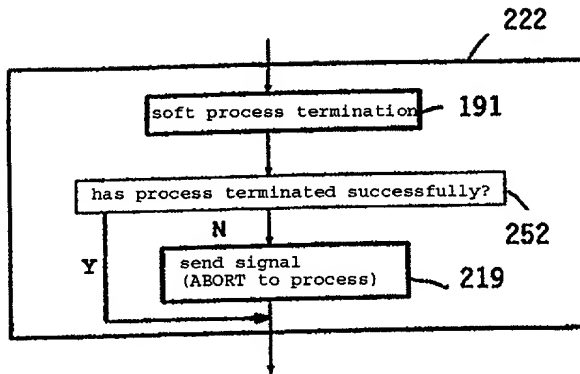 222
soft process termination
191
has process terminated successfully?
252
N
Y
send signal
(ABORT to process)
219